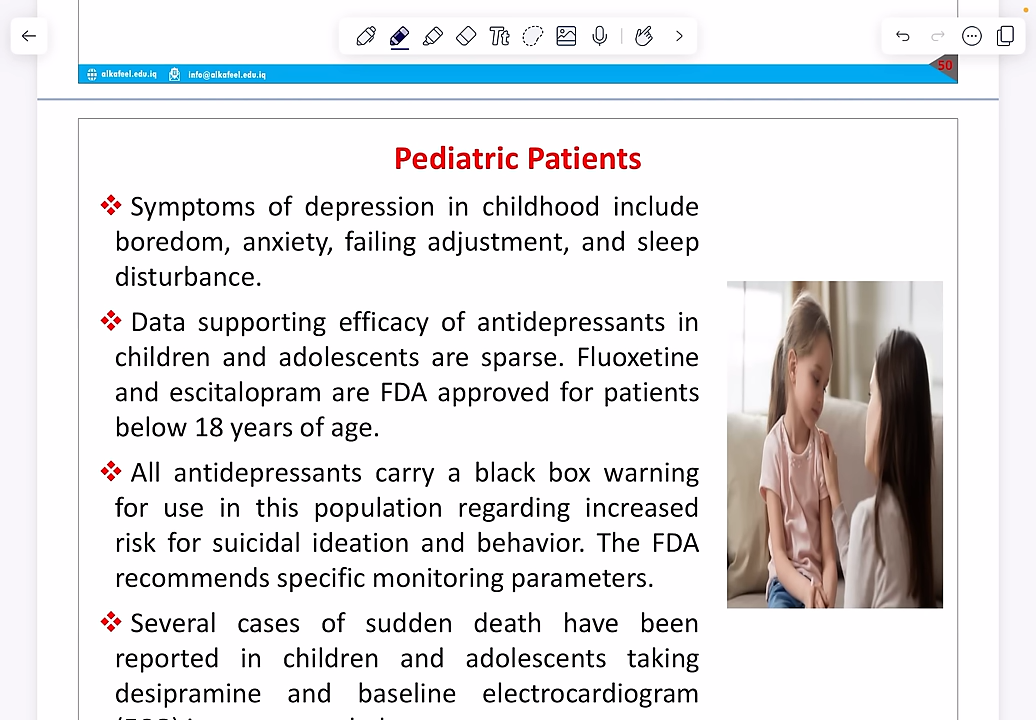 alkafeel.edu.iq info@alkafeel.edu.iq
50
Pediatric Patients
Symptoms of depression in childhood include
boredom, anxiety, failing adjustment, and sleep
disturbance.
Data supporting efficacy of antidepressants in
children and adolescents are sparse. Fluoxetine
and escitalopram are FDA approved for patients
below 18 years of age.
All antidepressants carry a black box warning
for use in this population regarding increased
risk for suicidal ideation and behavior. The FDA
recommends specific monitoring parameters.
Several cases of sudden death have been
reported in children and adolescents taking
desipramine and baseline electrocardiogram